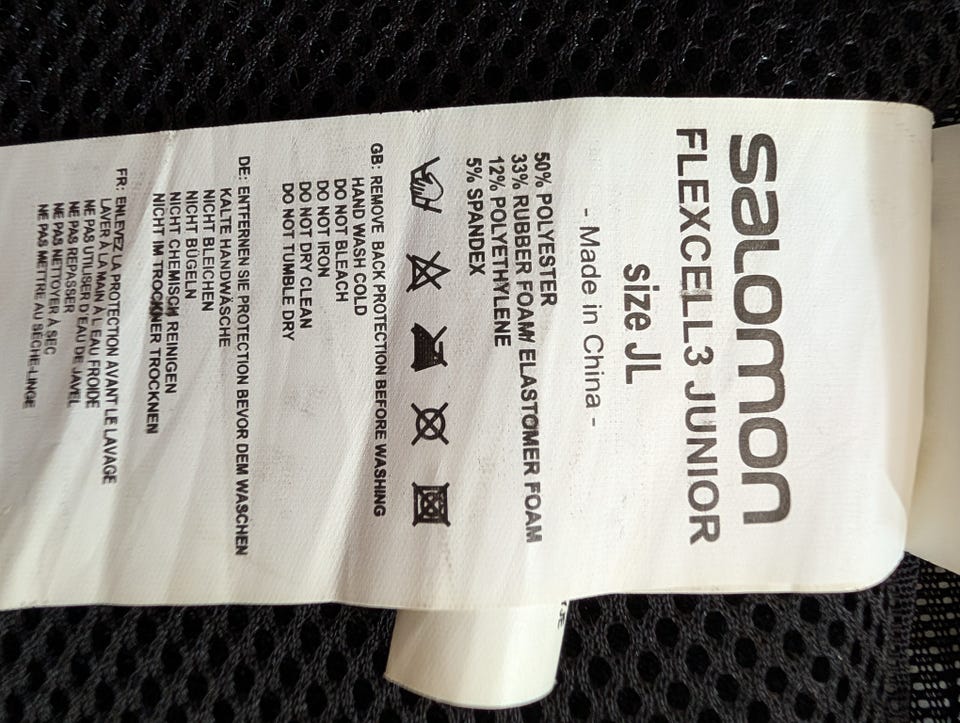 salomon
FLEXCELL3 JUNIOR
size JL
- Made in China -
50% POLYESTER
33% RUBBER FOAM/ ELASTOMER FOAM
12% POLYETHYLENE
5% SPANDEX
GB: REMOVE BACK PROTECTION BEFORE WASHING
HAND WASH COLD
DO NOT BLEACH
DO NOT IRON
DO NOT DRY CLEAN
DO NOT TUMBLE DRY
DE: ENTFERNEN SIE PROTECTION BEVOR DEM WASCHEN
KALTE HANDWÄSCHE
NICHT BLEICHEN
NICHT BÜGELN
NICHT CHEMISCH REINIGEN
NICHT IM TROCKNER TROCKNEN
FR: ENLEVEZ LA PROTECTION AVANT LE LAVAGE
LAVER À LA MAIN À L EAU FROIDE
NE PAS UTILISER D'EAU DE JAVEL
NE PAS REPASSER
NE PAS NETTOYER À SEC
NE PAS METTRE AU SÈCHE-LINGE